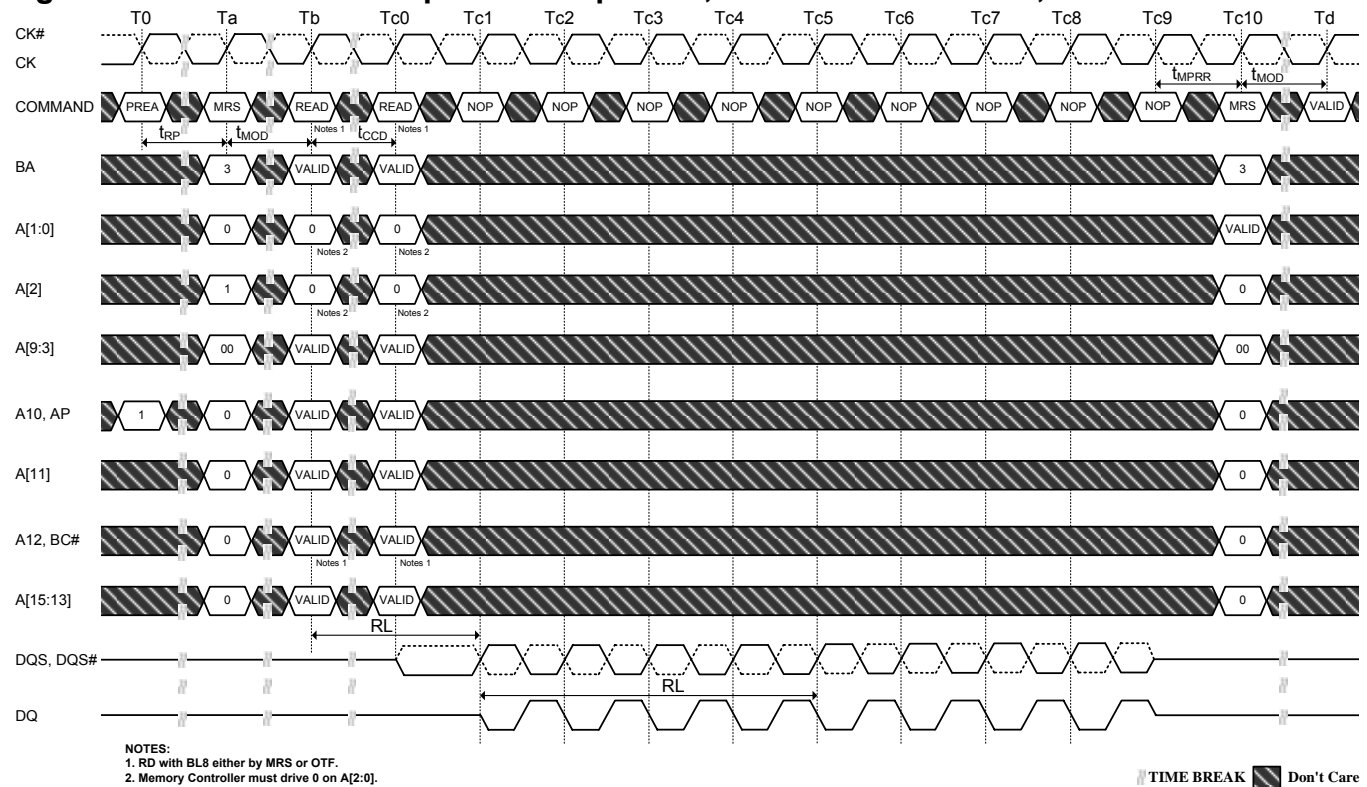 T0 Ta Tb Tc0 Tc1 Tc2 Tc3 Tc4 Tc5 Tc6 Tc7 Tc8 Tc9 Tc10 Td
CK#
CK
tMPRR tMOD
COMMAND PREA MRS READ READ NOP NOP NOP NOP NOP NOP NOP NOP NOP MRS VALID
Notes 1 Notes 1
tRP tMOD tCCD
BA 3 VALID VALID 3
A[1:0] 0 0 0 VALID
Notes 2 Notes 2
A[2] 1 0 0 0
Notes 2 Notes 2
A[9:3] 00 VALID VALID 00
A10, AP 1 0 VALID VALID 0
A[11] 0 VALID VALID 0
A12, BC# 0 VALID VALID 0
Notes 1 Notes 1
A[15:13] 0 VALID VALID 0
RL
DQS, DQS#
RL
DQ
NOTES:
1. RD with BL8 either by MRS or OTF.
2. Memory Controller must drive 0 on A[2:0].
TIME BREAK Don't Care